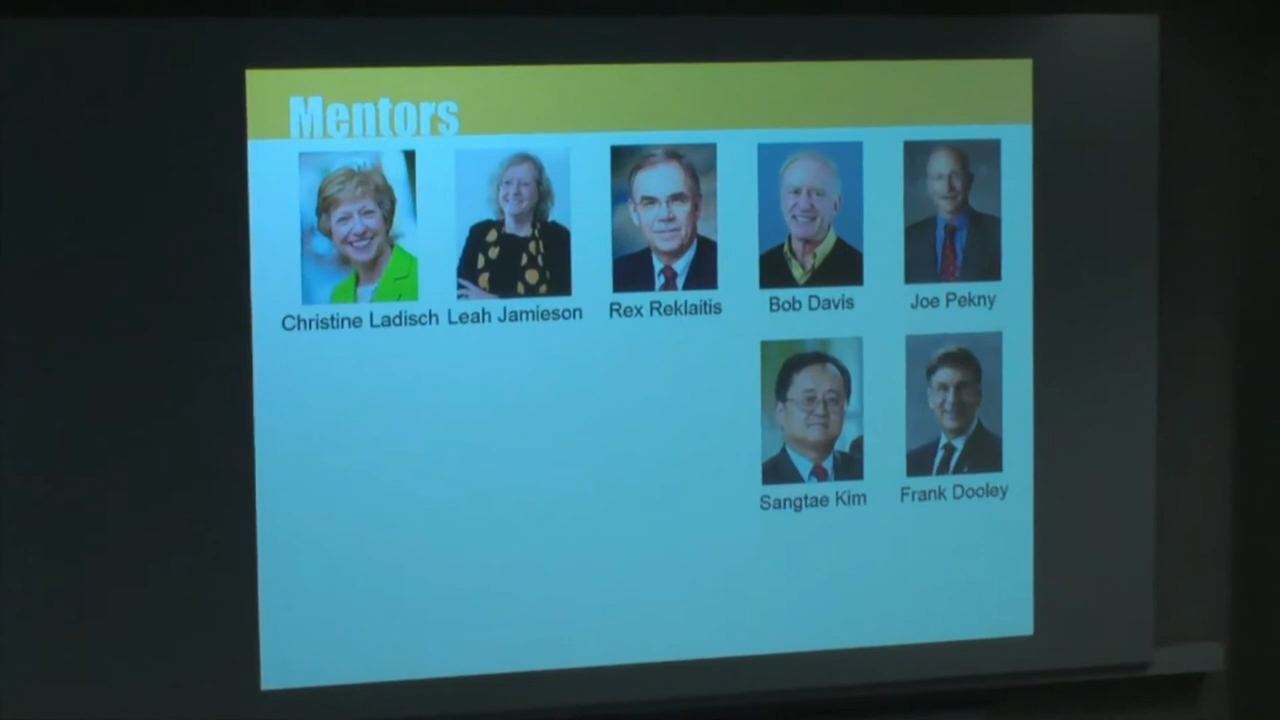 Mentors
Christine Ladisch
Leah Jamieson
Rex Reklaitis
Bob Davis
Joe Pekny
Sangtae Kim
Frank Dooley